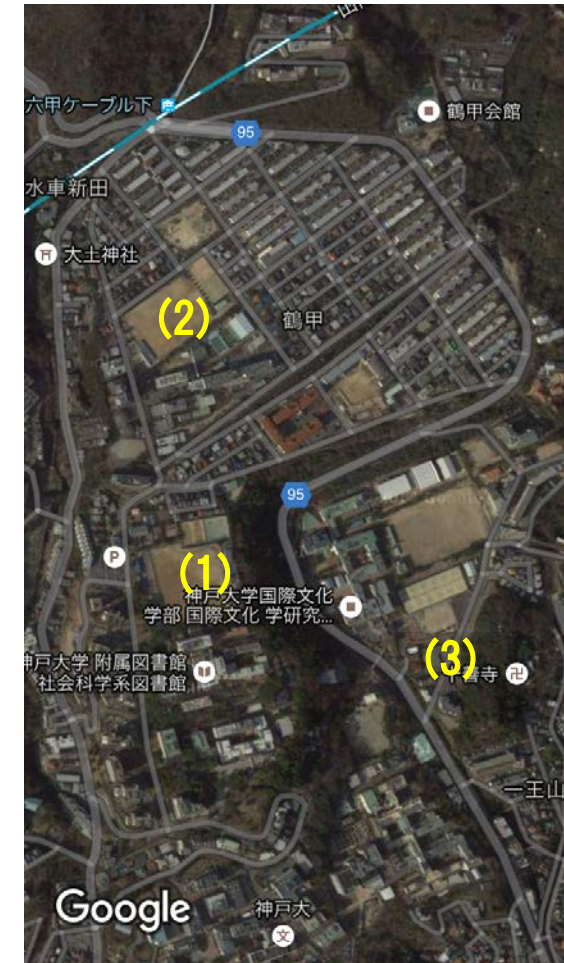 六甲ケーブル下
95
鶴甲会館
水車新田
大土神社
(2)
鶴甲
95
P
(1)
神戸大学国際文化
学部 国際文化 学研究...
(3)
戸大学 附属図書館
社会科学系図書館
善寺
一王山
Google
神戸大
文